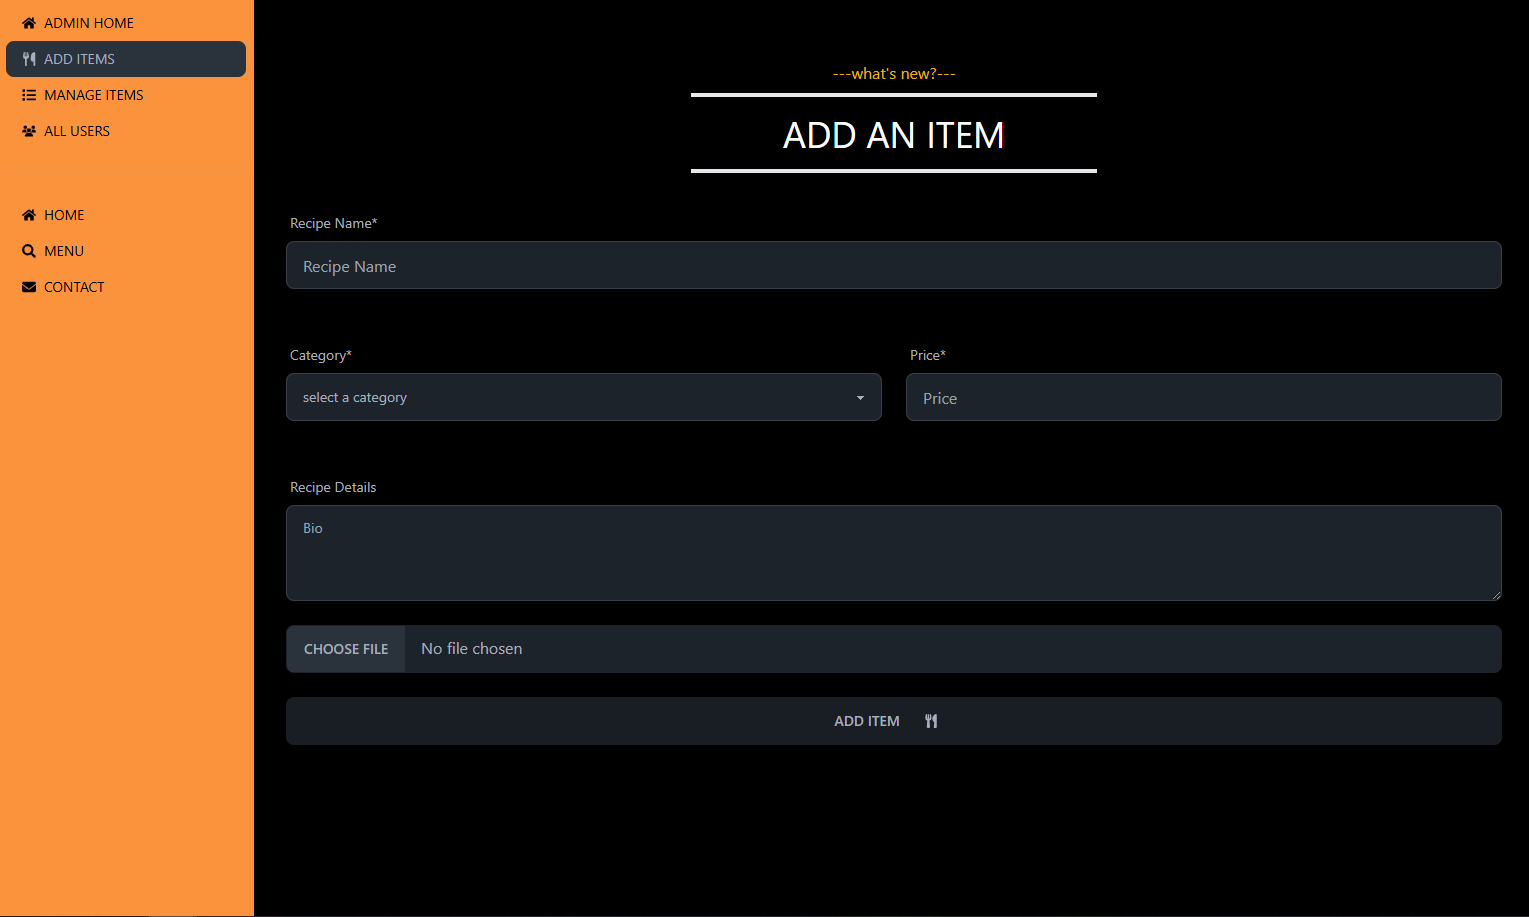 ADMIN HOME
ADD ITEMS
MANAGE ITEMS
ALL USERS
HOME
MENU
CONTACT
---what's new?---
ADD AN ITEM
Recipe Name*
Recipe Name
Category* Price*
select a category Price
Recipe Details
Bio
CHOOSE FILE No file chosen
ADD ITEM